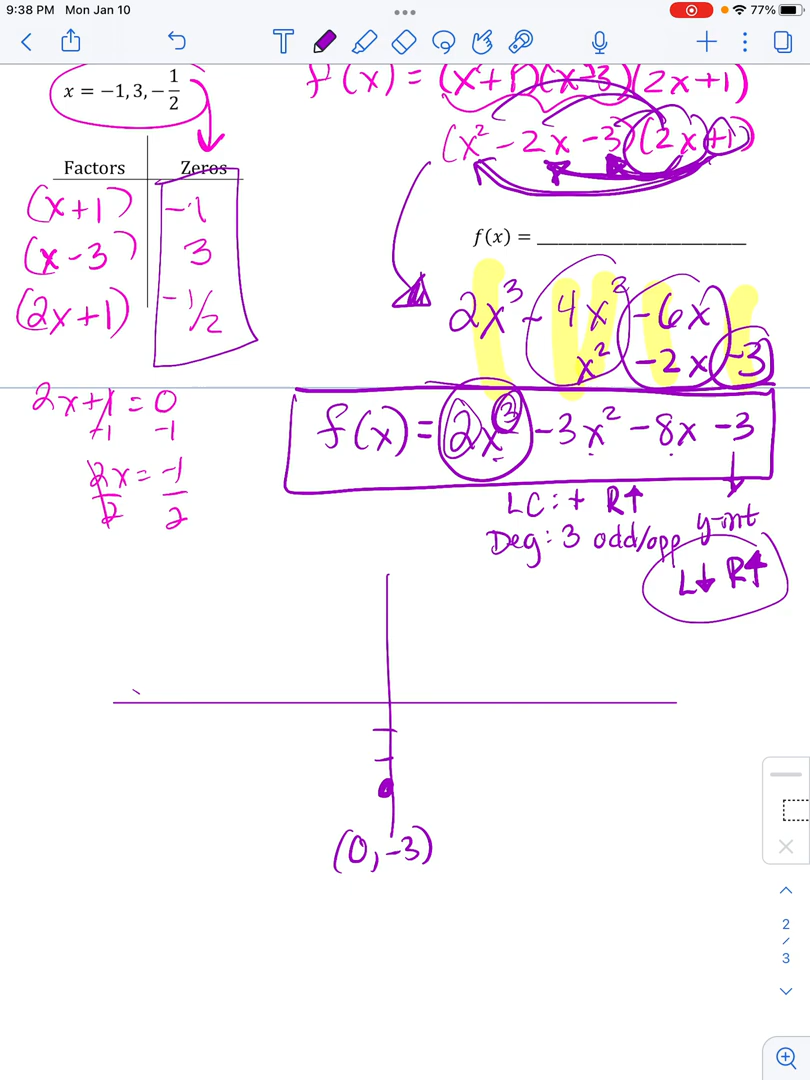 9:38 PM Mon Jan 10
77%
T
x = −1, 3, −1/2
f(x) = (x+1)(x-3)(2x+1)
(x² - 2x - 3)(2x+1)
Factors Zeros
(x+1) -1
(x-3) 3
(2x+1) -1/2
f(x) = ____________________
2x³ - 4x² - 6x
x² - 2x - 3
2x+1 = 0
-1 -1
2x = -1
2 2
f(x) = 2x³ - 3x² - 8x - 3
LC: + R↑
y-int
Deg: 3 odd/opp
L↓ R↑
(0, -3)
2
/
3